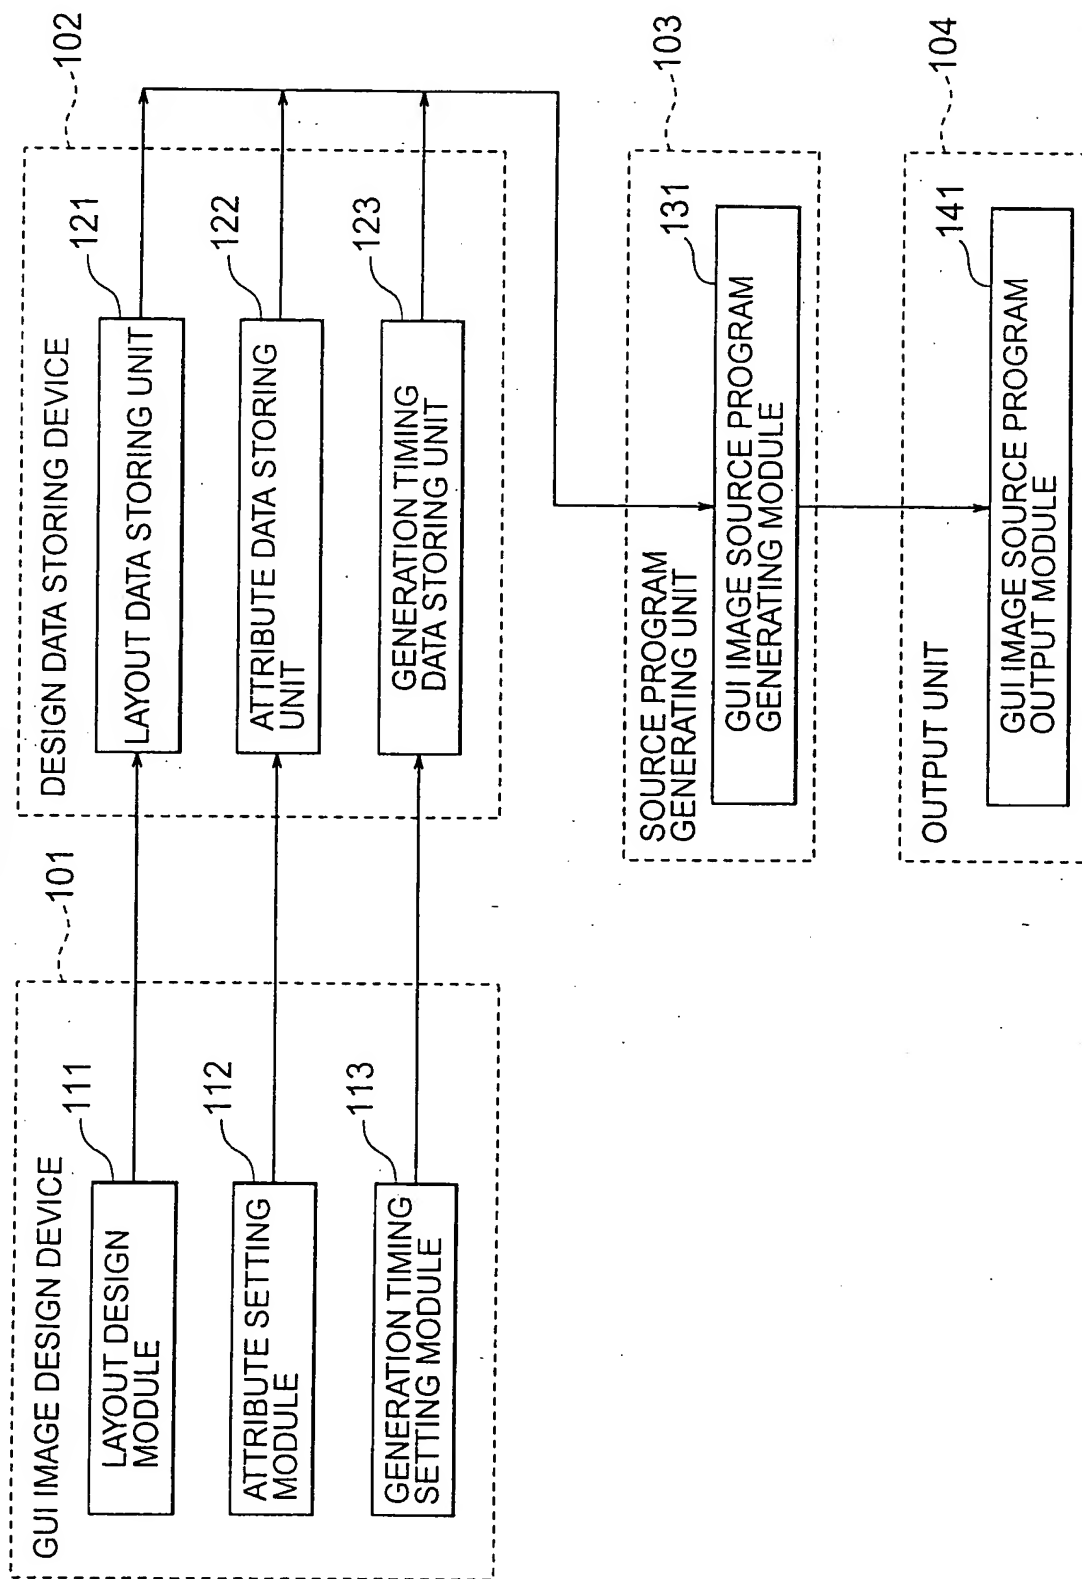 GUI IMAGE DESIGN DEVICE
101
111
LAYOUT DESIGN
MODULE
112
ATTRIBUTE SETTING
MODULE
113
GENERATION TIMING
SETTING MODULE
DESIGN DATA STORING DEVICE
102
121
LAYOUT DATA STORING UNIT
122
ATTRIBUTE DATA STORING
UNIT
123
GENERATION TIMING
DATA STORING UNIT
SOURCE PROGRAM
GENERATING UNIT
103
131
GUI IMAGE SOURCE PROGRAM
GENERATING MODULE
OUTPUT UNIT
104
141
GUI IMAGE SOURCE PROGRAM
OUTPUT MODULE